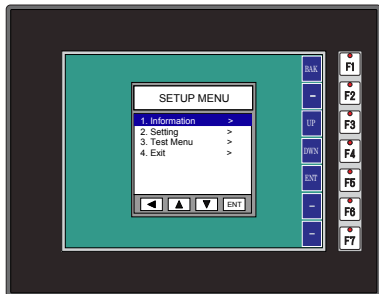 SETUP MENU
1. Information >
2. Setting >
3. Test Menu >
4. Exit >
ENT
BAK
–
UP
DWN
ENT
–
–
F1
F2
F3
F4
F5
F6
F7